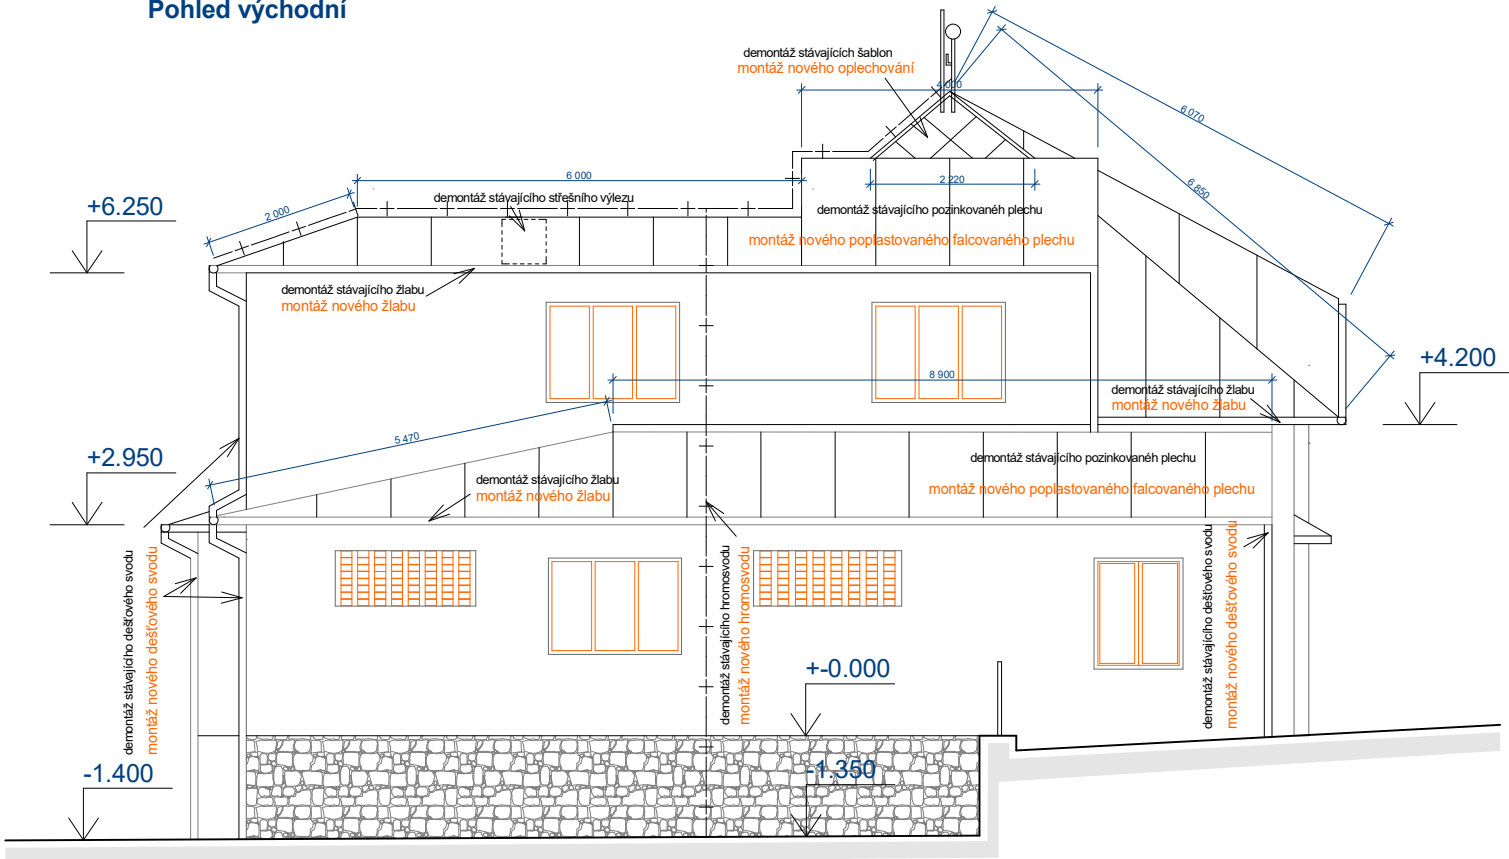 Pohled východní
demontáž stávajících šablon
montáž nového oplechování
4 000
6 070
6 850
6 000
2 000
demontáž stávajícího střešního výlezu
2 220
demontáž stávajícího pozinkovanéh plechu
montáž nového poplastovaného falcovaného plechu
+6.250
demontáž stávajícího žlabu
montáž nového žlabu
8 900
+4.200
demontáž stávajícího žlabu
montáž nového žlabu
5 470
+2.950
demontáž stávajícího žlabu
montáž nového žlabu
demontáž stávajícího pozinkovanéh plechu
montáž nového poplastovaného falcovaného plechu
demontáž stávajícího dešťového svodu
montáž nového dešťového svodu
demontáž stávajícího hromosvodu
montáž nového hromosvodu
demontáž stávajícího dešťového svodu
montáž nového dešťového svodu
+-0.000
-1.400
-1.350